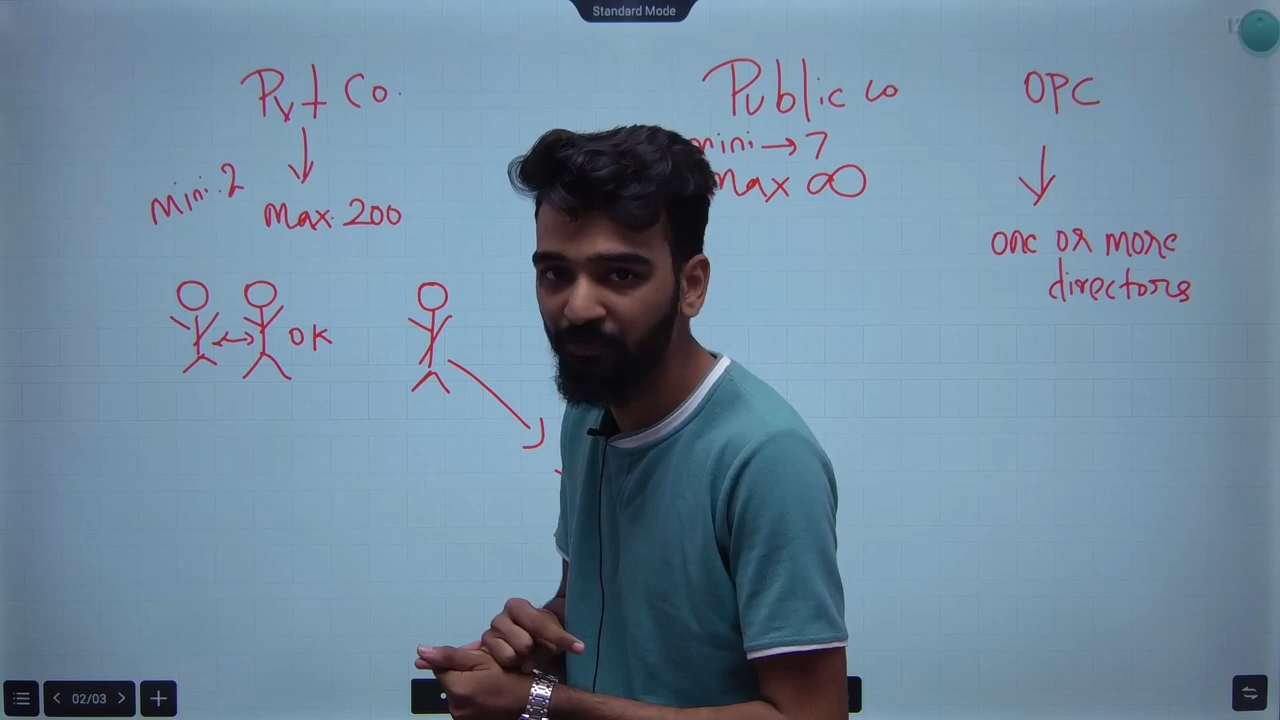 Standard Mode
Pvt Co.
mini. 2
max. 200
OK
Public co
mini → 7
max ∞
OPC
one or more
directors
02/03